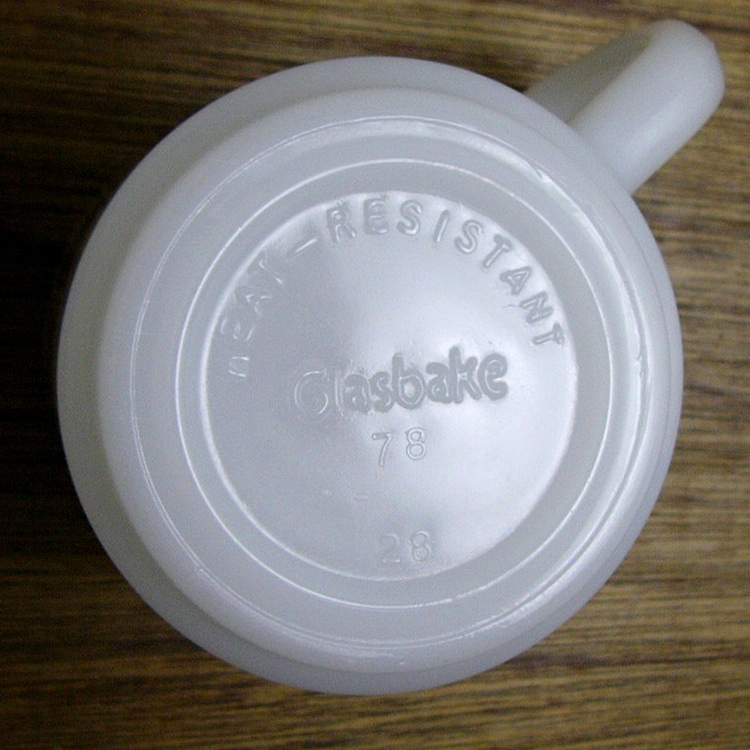 HEAT-RESISTANT
Glasbake
78
28